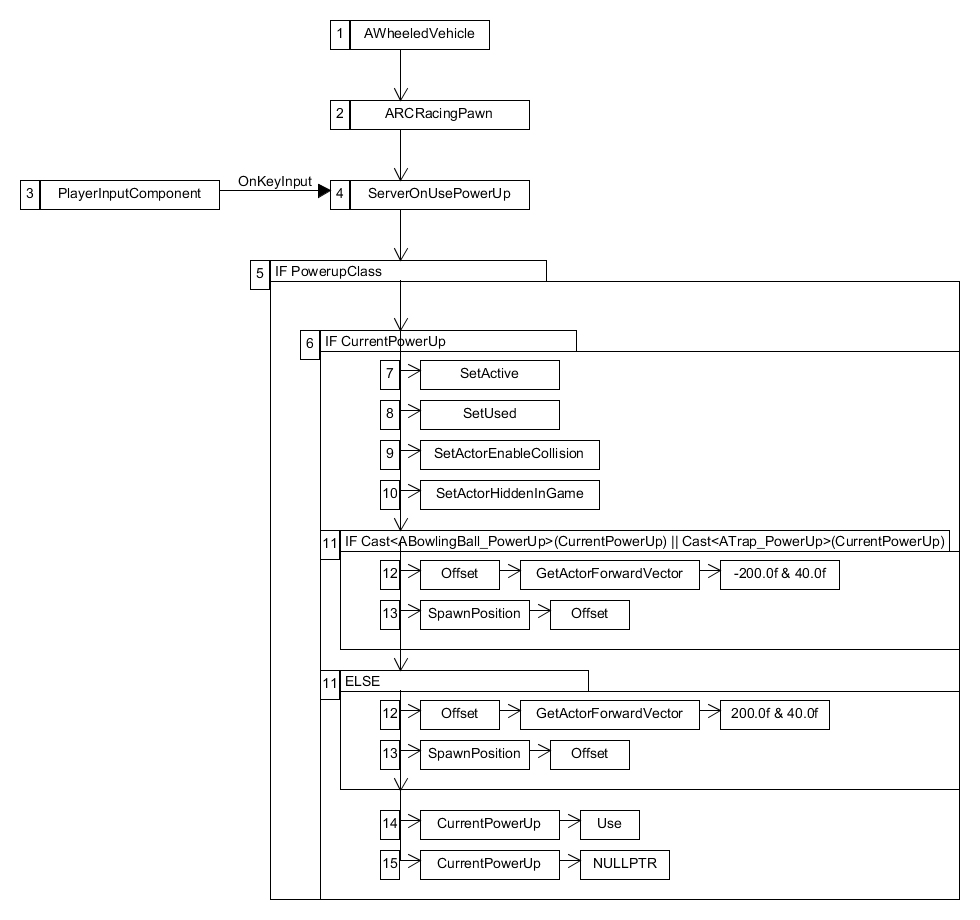 1 AWheeledVehicle
2 ARCRacingPawn
OnKeyInput
3 PlayerInputComponent 4 ServerOnUsePowerUp
5 IF PowerupClass
6 IF CurrentPowerUp
7 SetActive
8 SetUsed
9 SetActorEnableCollision
10 SetActorHiddenInGame
11 IF Cast<ABowlingBall_PowerUp>(CurrentPowerUp) || Cast<ATrap_PowerUp>(CurrentPowerUp)
12 Offset GetActorForwardVector -200.0f & 40.0f
13 SpawnPosition Offset
11 ELSE
12 Offset GetActorForwardVector 200.0f & 40.0f
13 SpawnPosition Offset
14 CurrentPowerUp Use
15 CurrentPowerUp NULLPTR